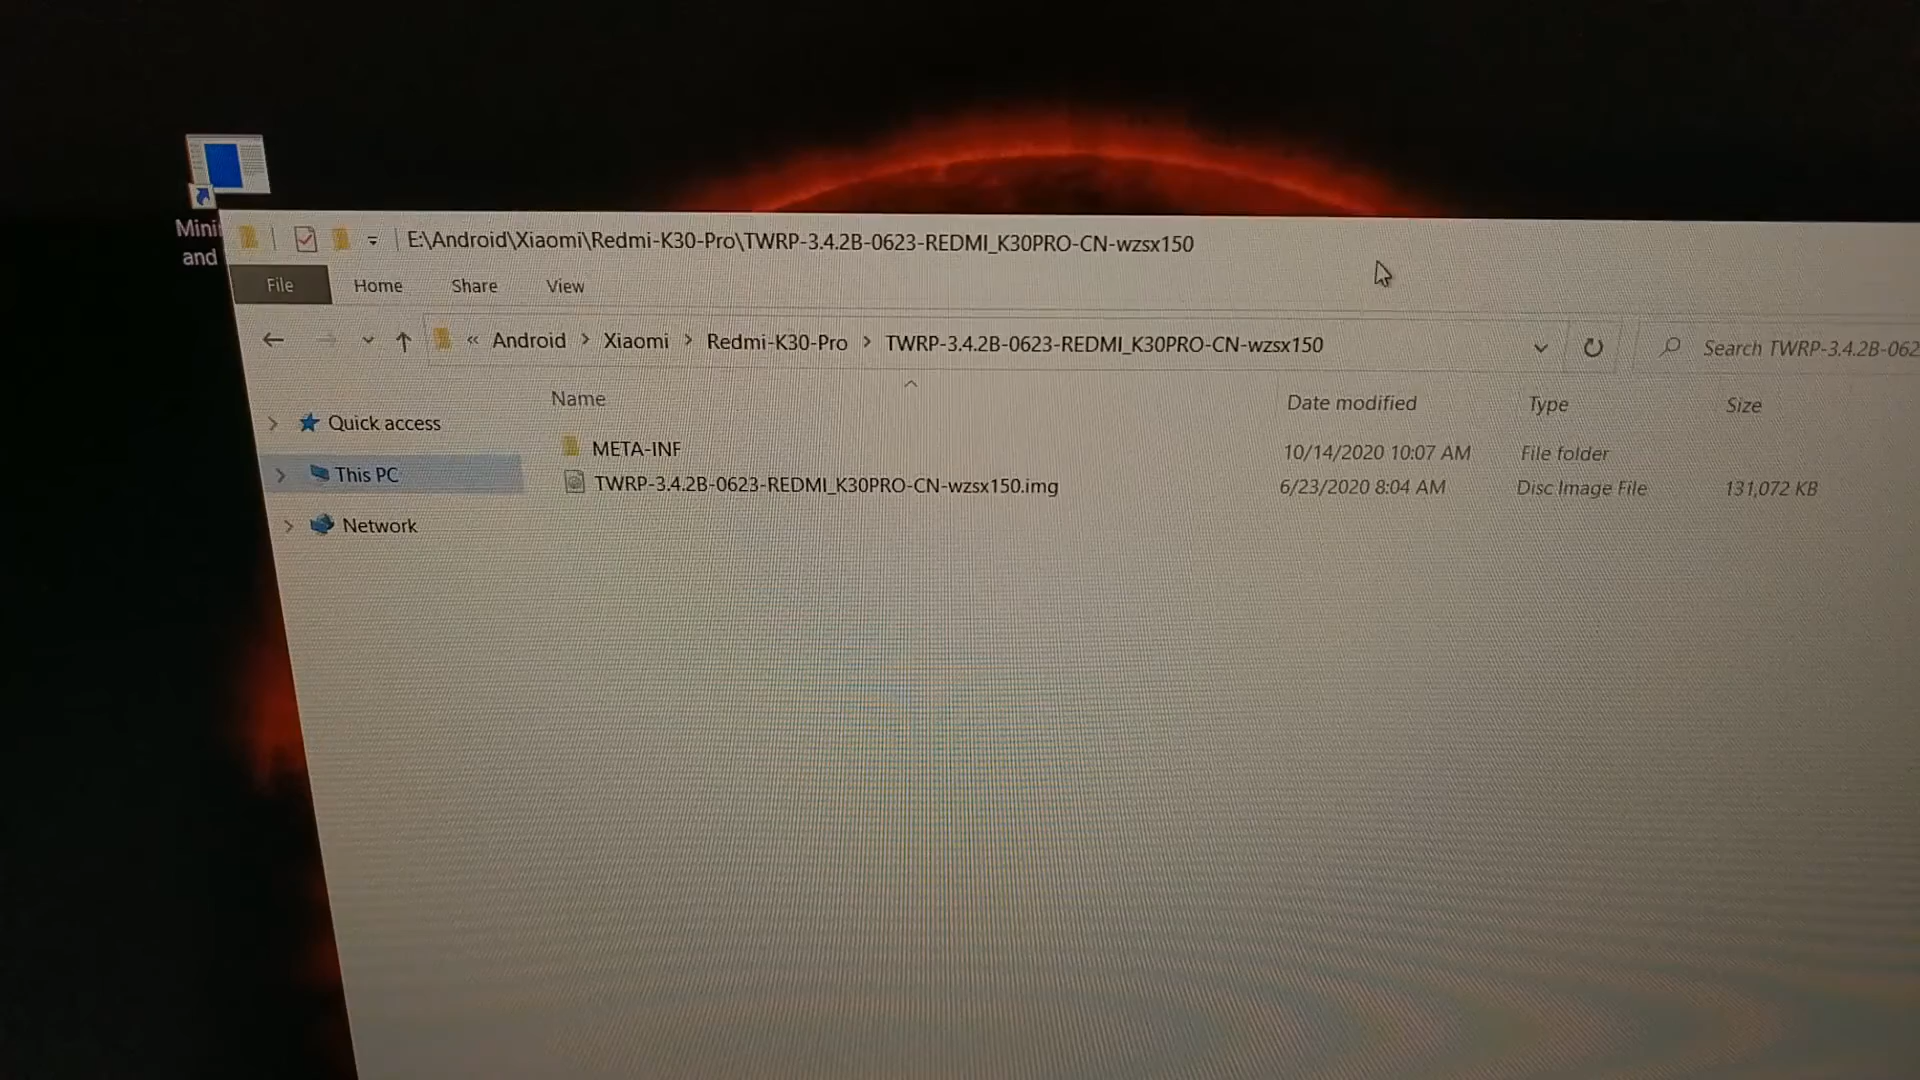 Mini
and
E:\Android\Xiaomi\Redmi-K30-Pro\TWRP-3.4.2B-0623-REDMI_K30PRO-CN-wzsx150
File Home Share View
« Android > Xiaomi > Redmi-K30-Pro > TWRP-3.4.2B-0623-REDMI_K30PRO-CN-wzsx150
Search TWRP-3.4.2B-062
Name Date modified Type Size
Quick access
This PC
Network
META-INF 10/14/2020 10:07 AM File folder
TWRP-3.4.2B-0623-REDMI_K30PRO-CN-wzsx150.img 6/23/2020 8:04 AM Disc Image File 131,072 KB